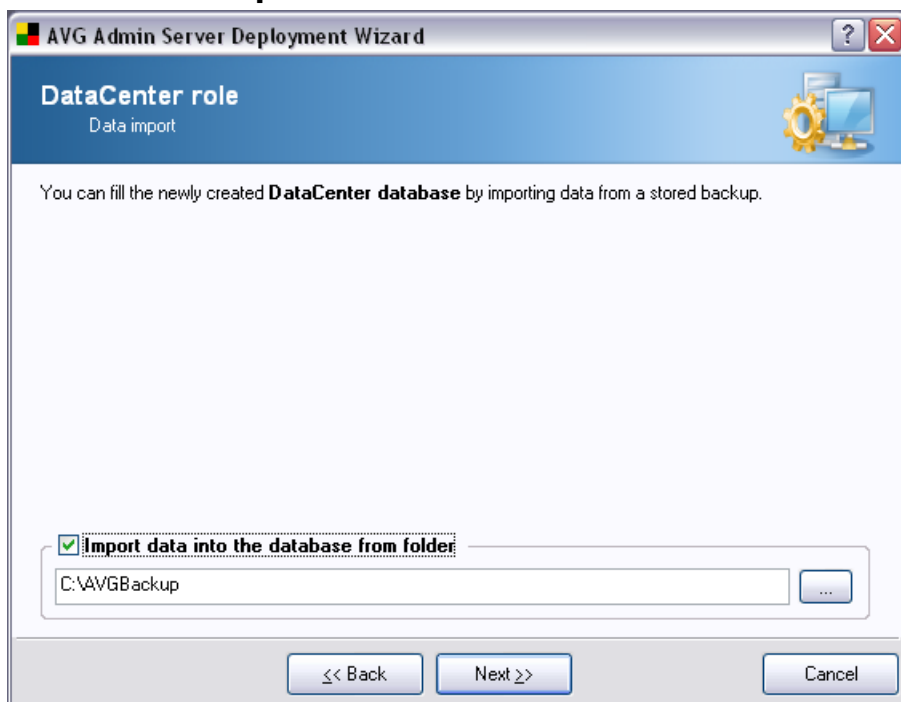 AVG Admin Server Deployment Wizard
DataCenter role
Data import
You can fill the newly created DataCenter database by importing data from a stored backup.
Import data into the database from folder
C:\AVGBackup
...
<< Back
Next >>
Cancel